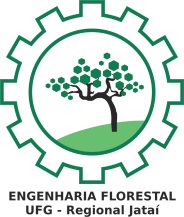 ENGENHARIA FLORESTAL
UFG - Regional Jataí